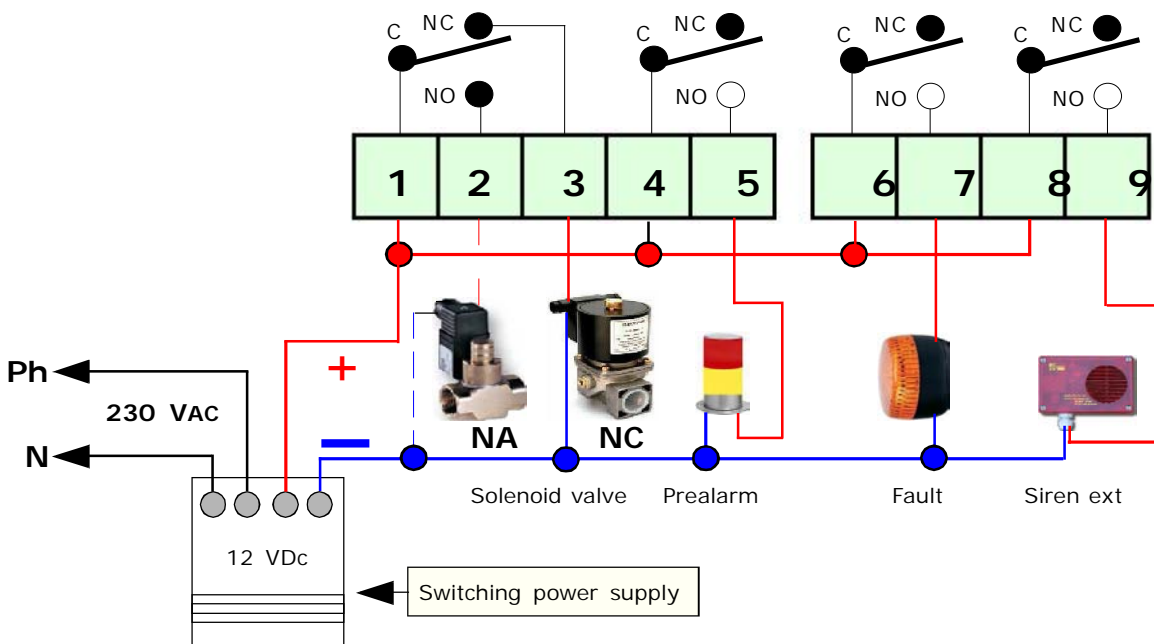 C NC C NC C NC C NC
NO NO NO NO
1 2 3 4 5 6 7 8 9
+
Ph
230 VAC
N
NA NC
Solenoid valve Prealarm Fault Siren ext
12 VDc
Switching power supply